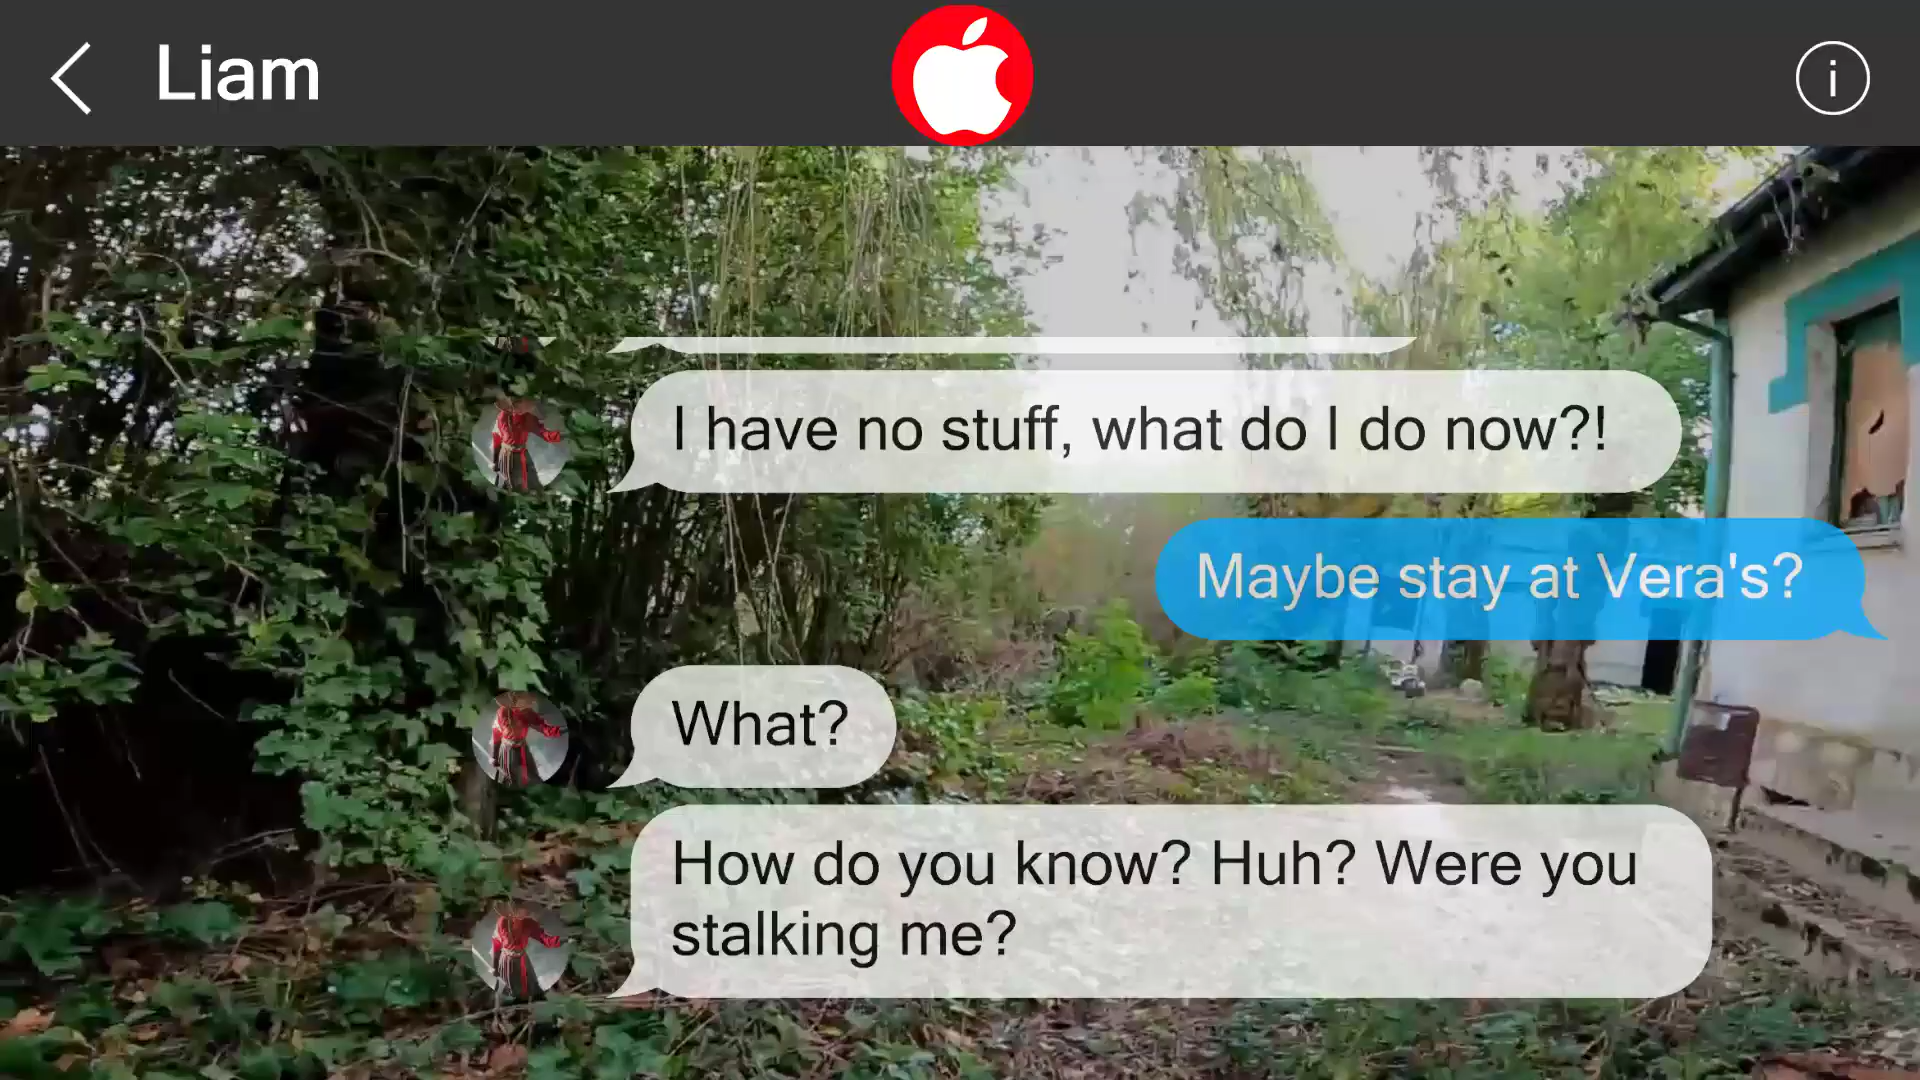 Liam
I have no stuff, what do I do now?!
Maybe stay at Vera's?
What?
How do you know? Huh? Were you
stalking me?